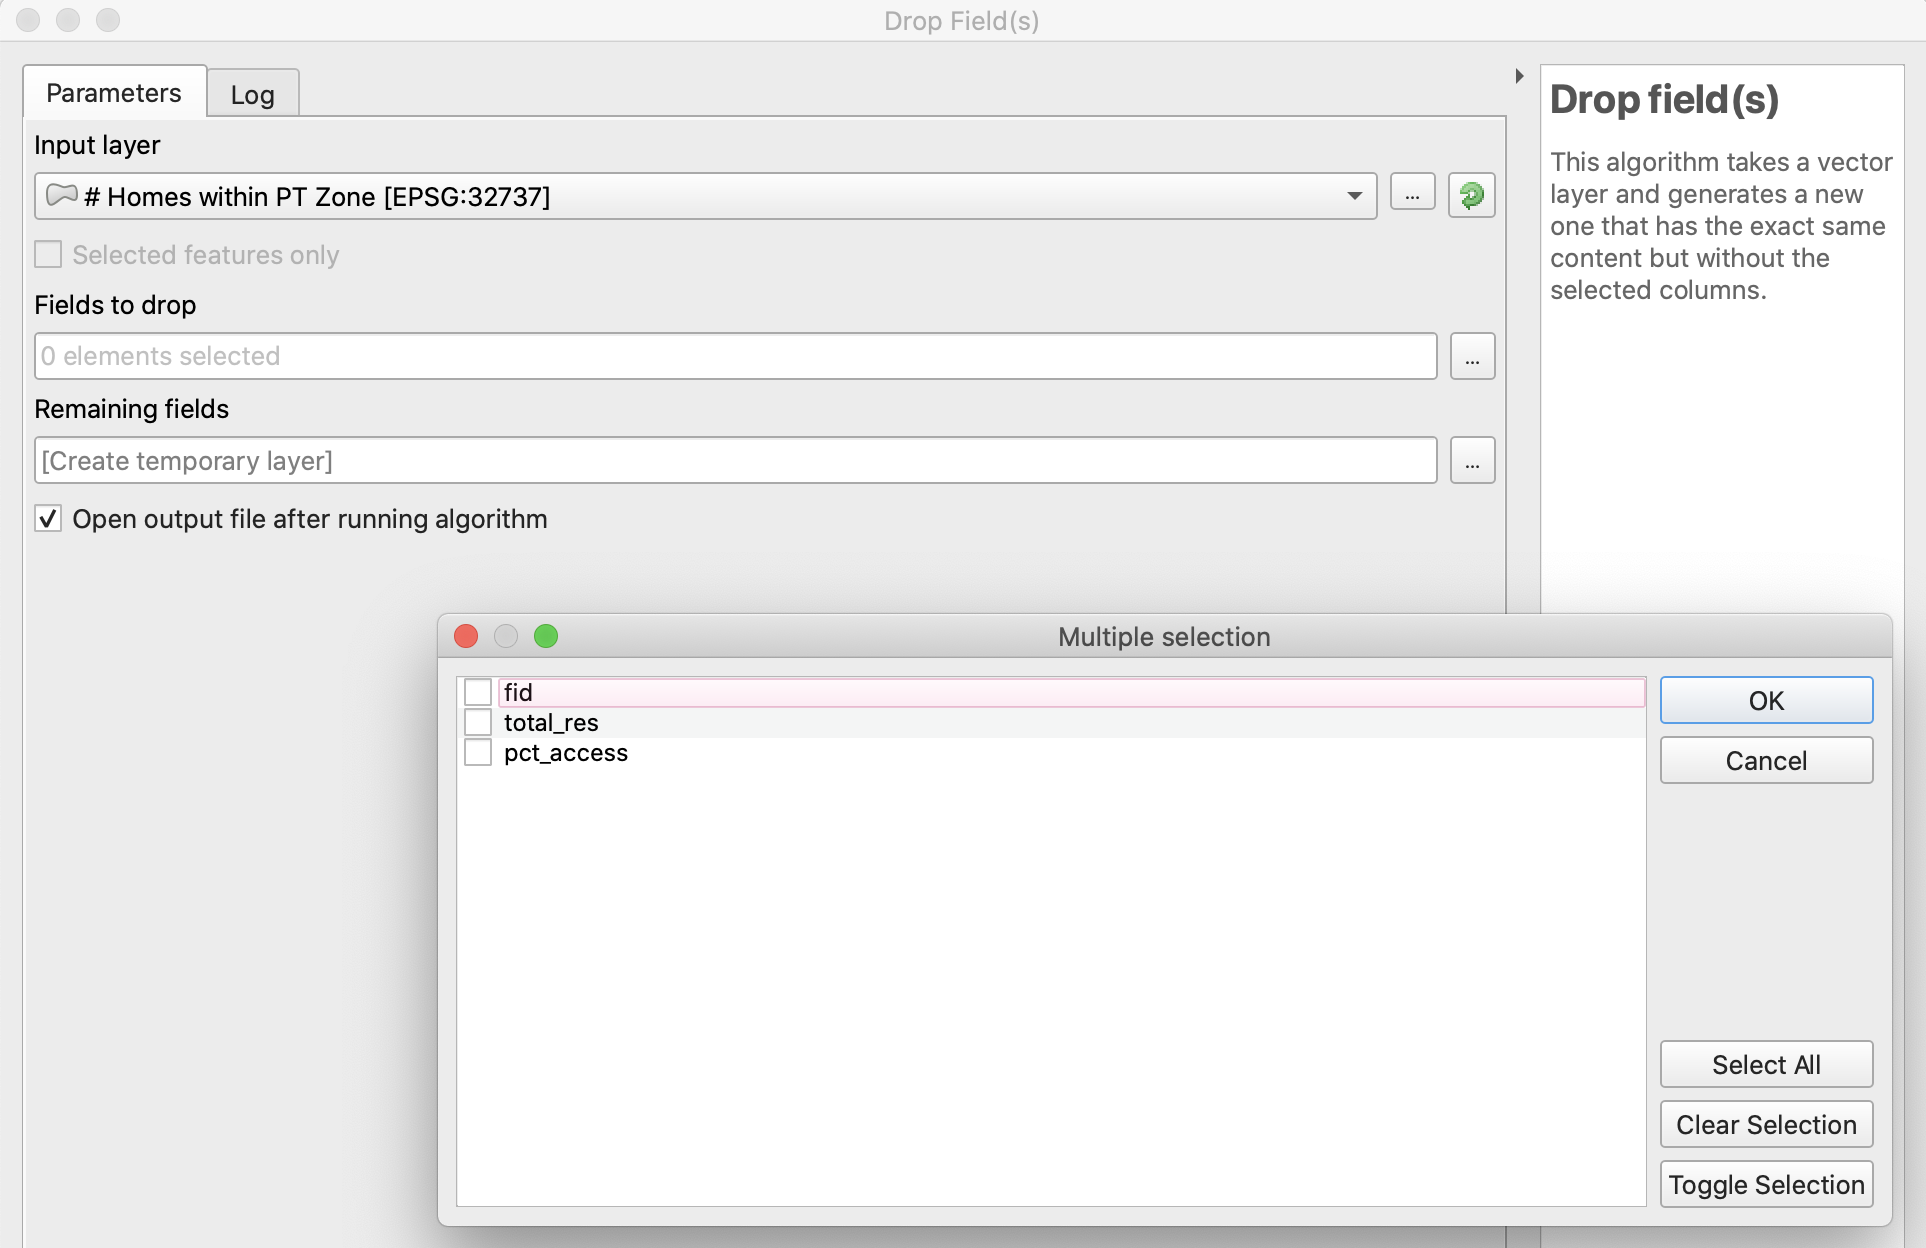 Drop Field(s)
Parameters
Log
Input layer
# Homes within PT Zone [EPSG:32737]
...
Selected features only
Fields to drop
0 elements selected
...
Remaining fields
[Create temporary layer]
...
Open output file after running algorithm
Drop field(s)
This algorithm takes a vector
layer and generates a new
one that has the exact same
content but without the
selected columns.
Multiple selection
fid
total_res
pct_access
OK
Cancel
Select All
Clear Selection
Toggle Selection